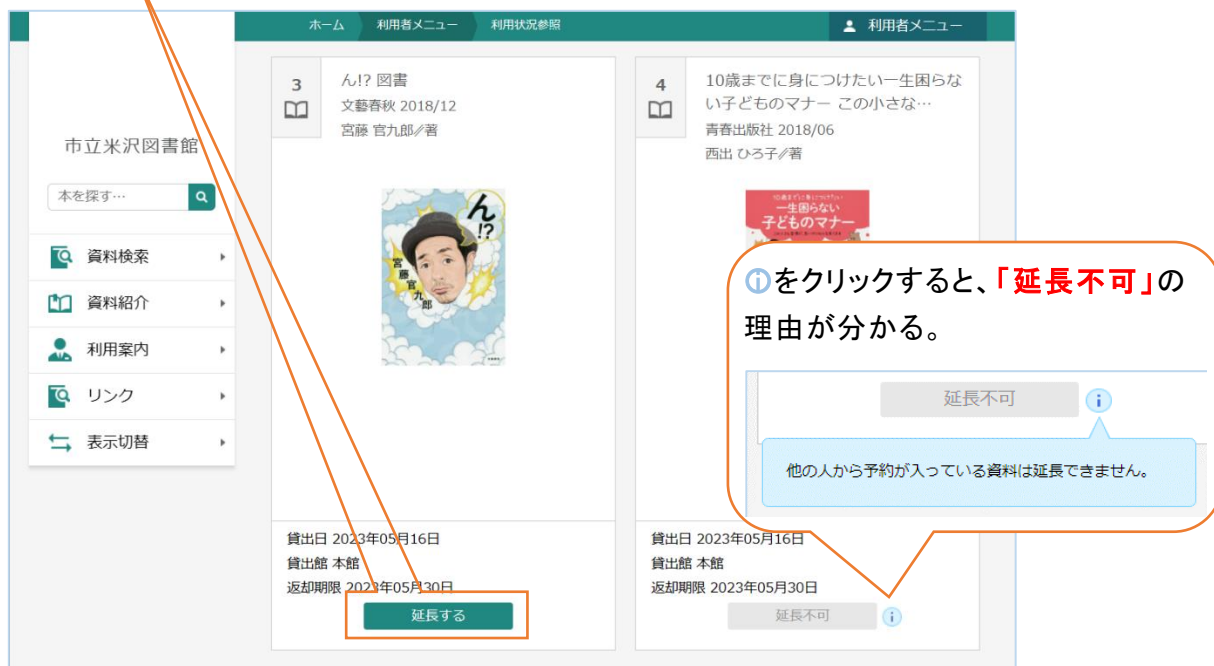 ホーム 利用者メニュー 利用状況参照
利用者メニュー
市立米沢図書館
本を探す…
資料検索
資料紹介
利用案内
リンク
表示切替
3
ん!? 図書
文藝春秋 2018/12
宮藤 官九郎∥著
ん!?
宮藤官九郎
貸出日 2023年05月16日
貸出館 本館
返却期限 2023年05月30日
延長する
4
10歳までに身につけたい一生困らな
い子どものマナー この小さな…
青春出版社 2018/06
西出 ひろ子∥著
10歳までに身につけたい
一生困らない
子どものマナー
ⓘをクリックすると、「延長不可」の
理由が分かる。
延長不可
他の人から予約が入っている資料は延長できません。
貸出日 2023年05月16日
貸出館 本館
返却期限 2023年05月30日
延長不可